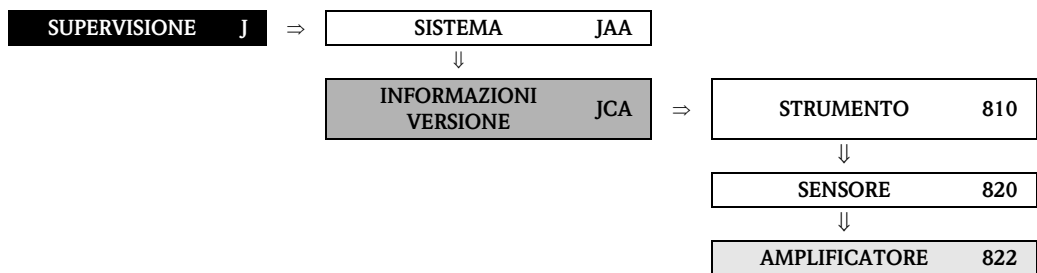 SUPERVISIONE J ⇒ SISTEMA JAA
⇓
INFORMAZIONI
VERSIONE JCA ⇒ STRUMENTO 810
⇓
SENSORE 820
⇓
AMPLIFICATORE 822